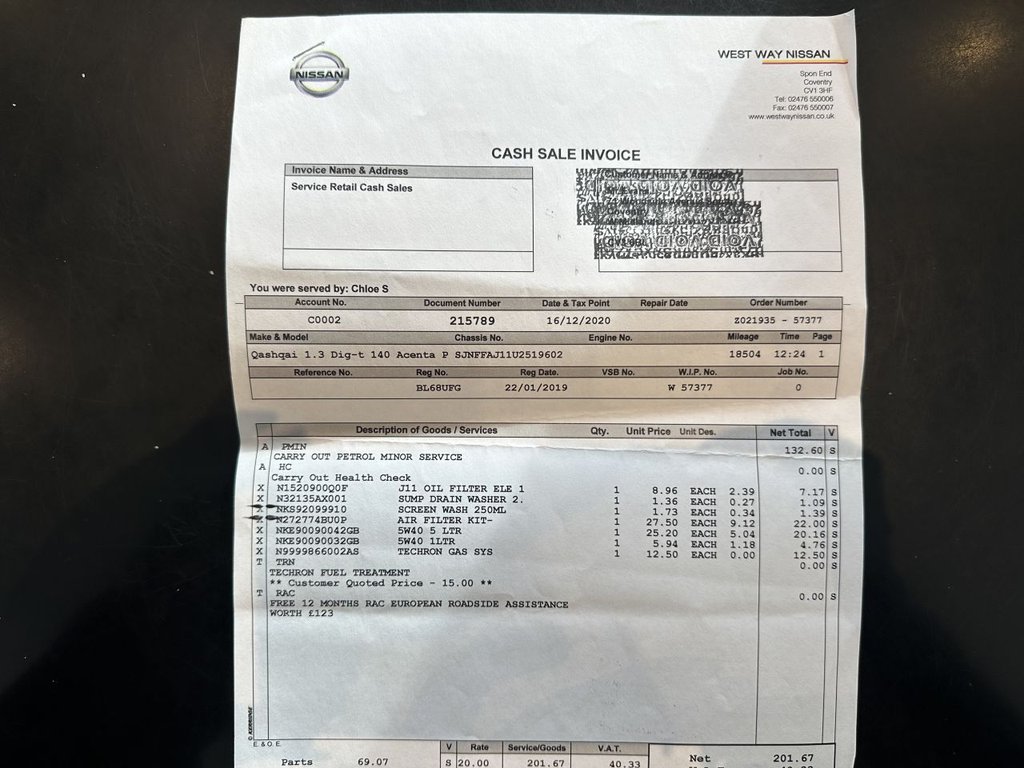 NISSAN
WEST WAY NISSAN
Spon End
Coventry
CV1 3HF
Tel: 02476 550006
Fax: 02476 550007
www.westwaynissan.co.uk
CASH SALE INVOICE
Invoice Name & Address
Customer Name & Address
Service Retail Cash Sales
You were served by: Chloe S
Account No. Document Number Date & Tax Point Repair Date Order Number
C0002 215789 16/12/2020 Z021935 - 57377
Make & Model Chassis No. Engine No. Mileage Time Page
Qashqai 1.3 Dig-t 140 Acenta P SJNFFAJ11U2519602 18504 12:24 1
Reference No. Reg No. Reg Date. VSB No. W.I.P. No. Job No.
BL68UFG 22/01/2019 W 57377 0
Description of Goods / Services Qty. Unit Price Unit Des. Net Total V
A PMIN 132.60 S
CARRY OUT PETROL MINOR SERVICE
A HC 0.00 S
Carry Out Health Check
X N1520900Q0F J11 OIL FILTER ELE 1 1 8.96 EACH 2.39 7.17 S
X N32135AX001 SUMP DRAIN WASHER 2. 1 1.36 EACH 0.27 1.09 S
X NKS92099910 SCREEN WASH 250ML 1 1.73 EACH 0.34 1.39 S
X N272774BU0P AIR FILTER KIT- 1 27.50 EACH 9.12 22.00 S
X NKE90090042GB 5W40 5 LTR 1 25.20 EACH 5.04 20.16 S
X NKE90090032GB 5W40 1LTR 1 5.94 EACH 1.18 4.76 S
X N9999866002AS TECHRON GAS SYS 1 12.50 EACH 0.00 12.50 S
T TRN 0.00 S
TECHRON FUEL TREATMENT
** Customer Quoted Price - 15.00 **
T RAC 0.00 S
FREE 12 MONTHS RAC EUROPEAN ROADSIDE ASSISTANCE
WORTH £123
© KERRIDGE
E. & O. E.
V Rate Service/Goods V.A.T.
Parts 69.07 S 20.00 201.67 40.33 Net 201.67